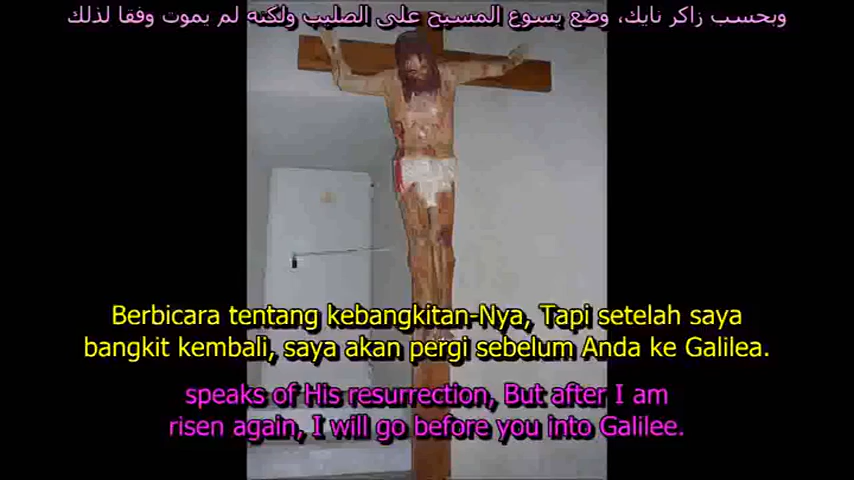 وبحسب زاكر نايك، وضع يسوع المسيح على الصليب ولكنه لم يموت وفقا لذلك
Berbicara tentang kebangkitan-Nya, Tapi setelah saya
bangkit kembali, saya akan pergi sebelum Anda ke Galilea.
speaks of His resurrection, But after I am
risen again, I will go before you into Galilee.